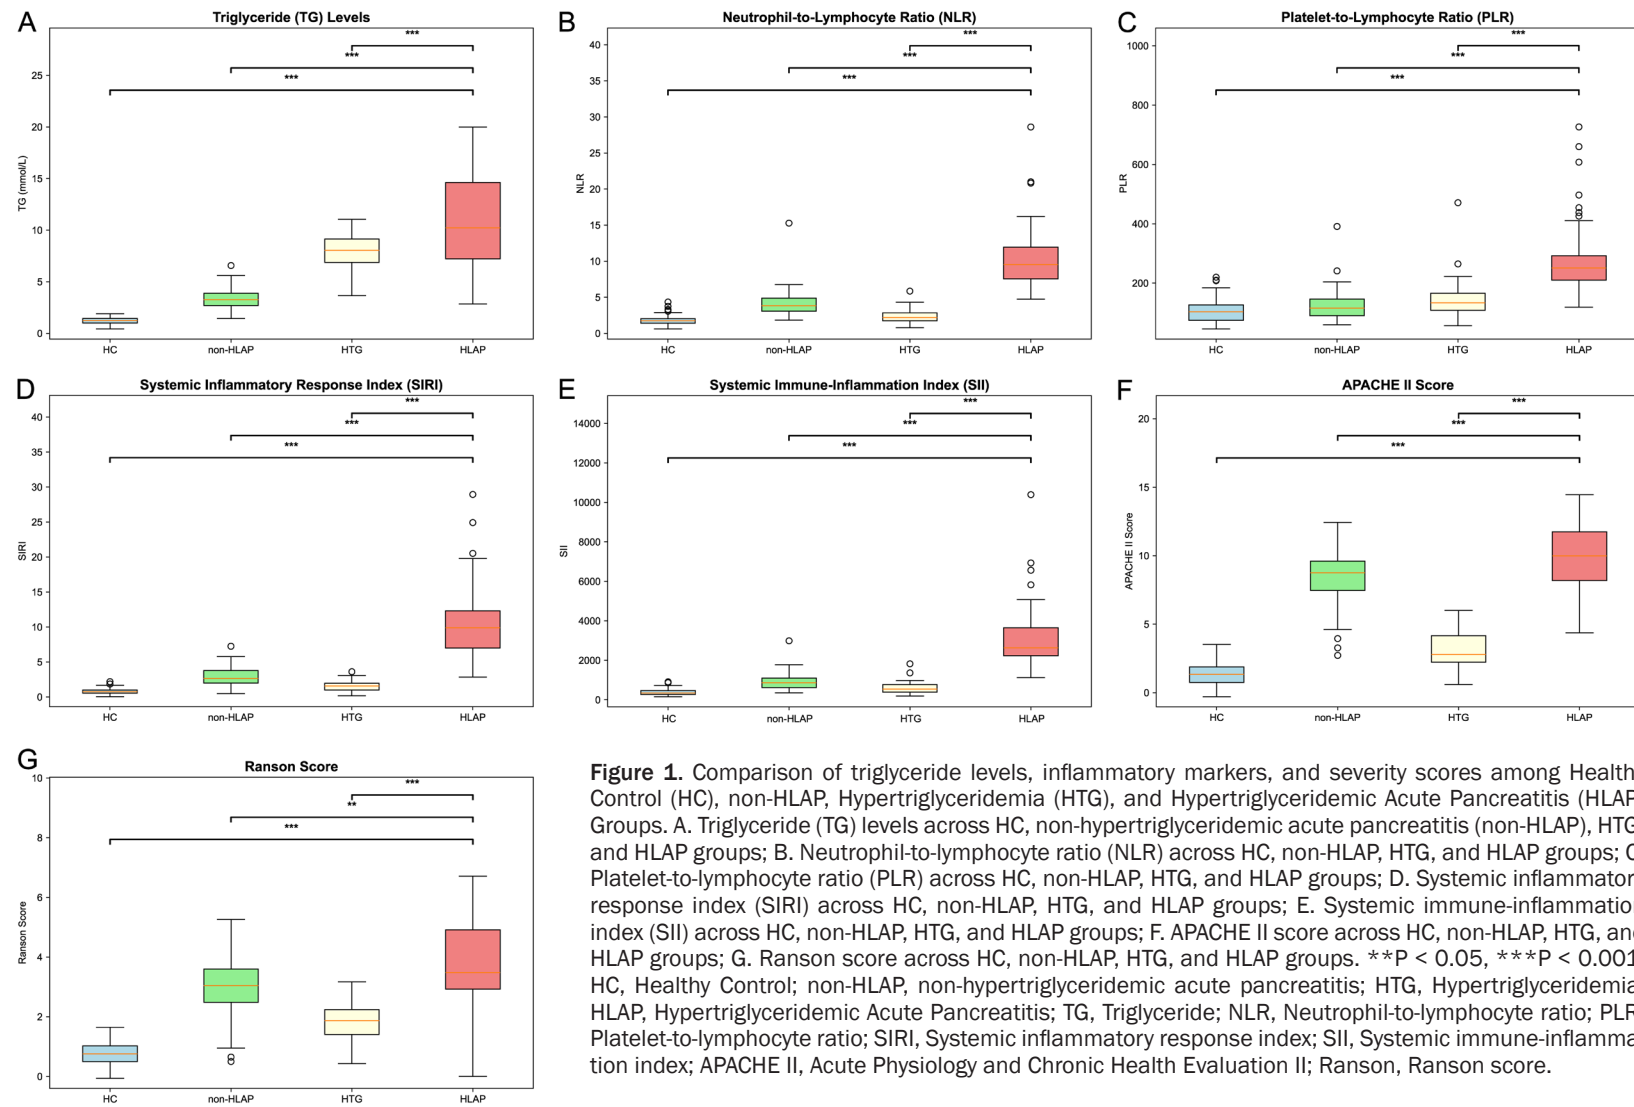 A
Triglyceride (TG) Levels
TG (mmol/L)
25
20
15
10
5
0
***
***
***
HC
non-HLAP
HTG
HLAP
B
Neutrophil-to-Lymphocyte Ratio (NLR)
NLR
40
35
30
25
20
15
10
5
0
***
***
***
HC
non-HLAP
HTG
HLAP
C
Platelet-to-Lymphocyte Ratio (PLR)
PLR
1000
800
600
400
200
***
***
***
HC
non-HLAP
HTG
HLAP
D
Systemic Inflammatory Response Index (SIRI)
SIRI
40
35
30
25
20
15
10
5
0
***
***
***
HC
non-HLAP
HTG
HLAP
E
Systemic Immune-Inflammation Index (SII)
SII
14000
12000
10000
8000
6000
4000
2000
0
***
***
***
HC
non-HLAP
HTG
HLAP
F
APACHE II Score
APACHE II Score
20
15
10
5
0
***
***
***
HC
non-HLAP
HTG
HLAP
G
Ranson Score
Ranson Score
10
8
6
4
2
0
***
**
***
HC
non-HLAP
HTG
HLAP
Figure 1. Comparison of triglyceride levels, inflammatory markers, and severity scores among Health
Control (HC), non-HLAP, Hypertriglyceridemia (HTG), and Hypertriglyceridemic Acute Pancreatitis (HLAP
Groups. A. Triglyceride (TG) levels across HC, non-hypertriglyceridemic acute pancreatitis (non-HLAP), HTG
and HLAP groups; B. Neutrophil-to-lymphocyte ratio (NLR) across HC, non-HLAP, HTG, and HLAP groups; C
Platelet-to-lymphocyte ratio (PLR) across HC, non-HLAP, HTG, and HLAP groups; D. Systemic inflammator
response index (SIRI) across HC, non-HLAP, HTG, and HLAP groups; E. Systemic immune-inflammation
index (SII) across HC, non-HLAP, HTG, and HLAP groups; F. APACHE II score across HC, non-HLAP, HTG, and
HLAP groups; G. Ranson score across HC, non-HLAP, HTG, and HLAP groups. **P < 0.05, ***P < 0.001
HC, Healthy Control; non-HLAP, non-hypertriglyceridemic acute pancreatitis; HTG, Hypertriglyceridemia
HLAP, Hypertriglyceridemic Acute Pancreatitis; TG, Triglyceride; NLR, Neutrophil-to-lymphocyte ratio; PLR
Platelet-to-lymphocyte ratio; SIRI, Systemic inflammatory response index; SII, Systemic immune-inflamma
tion index; APACHE II, Acute Physiology and Chronic Health Evaluation II; Ranson, Ranson score.